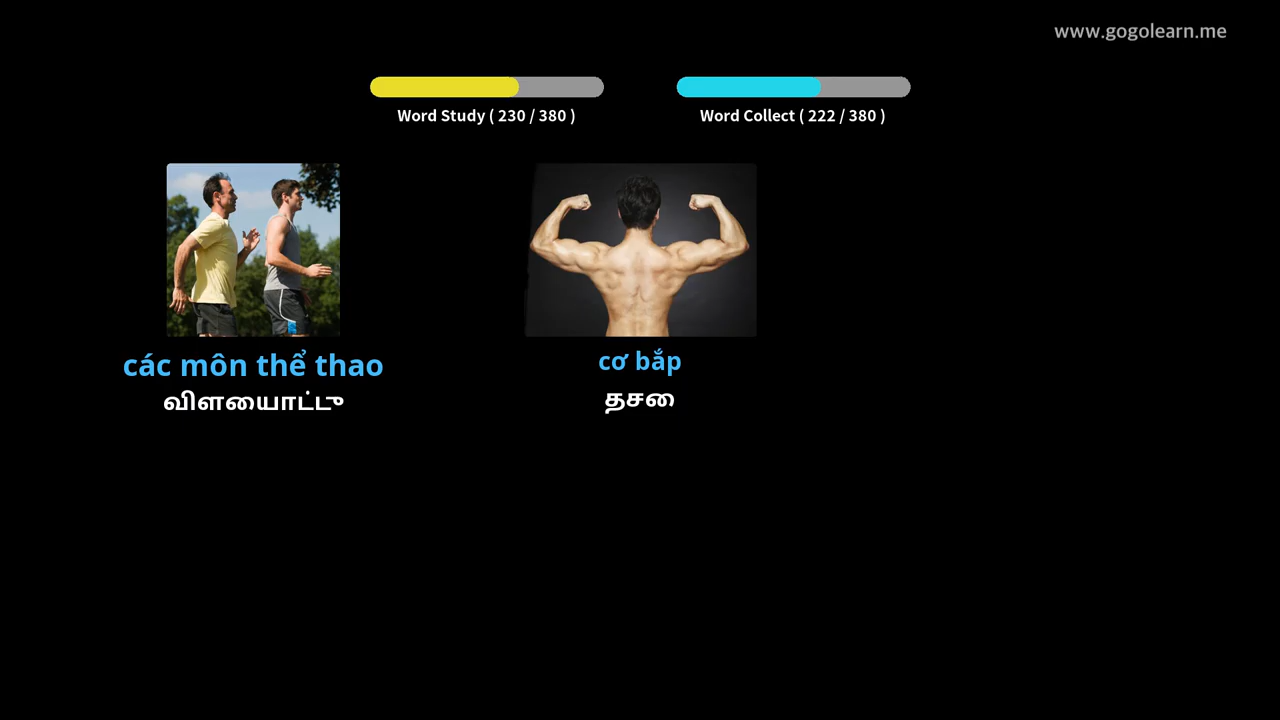 www.gogolearn.me
Word Study ( 230 / 380 )
Word Collect ( 222 / 380 )
các môn thể thao
விளையாட்டு
cơ bắp
தசை